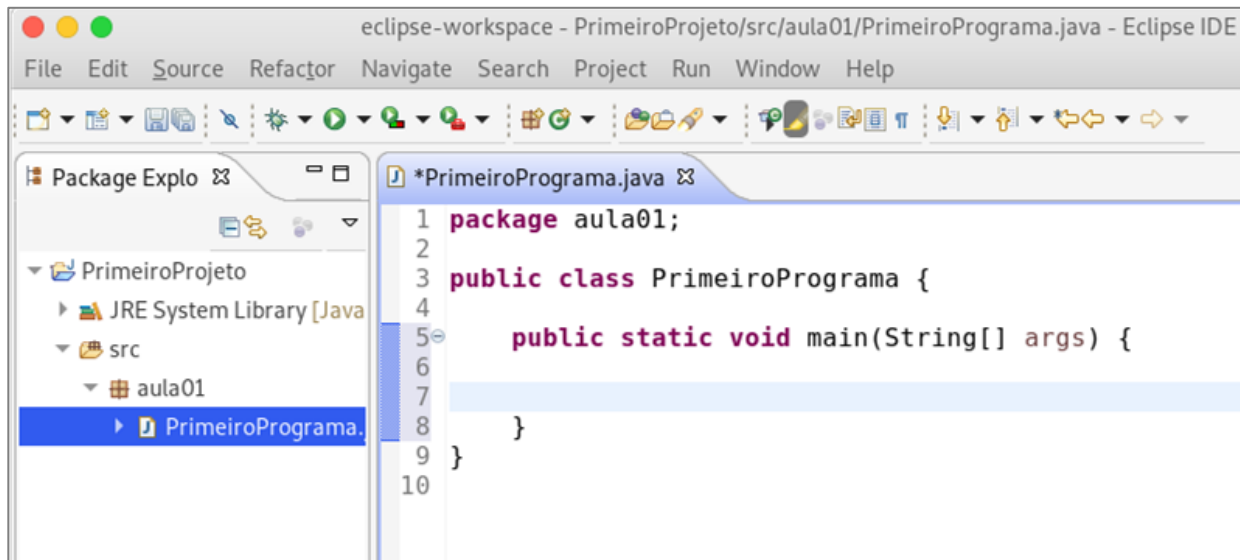 eclipse-workspace - PrimeiroProjeto/src/aula01/PrimeiroPrograma.java - Eclipse IDE
File Edit Source Refactor Navigate Search Project Run Window Help
Package Explo
*PrimeiroPrograma.java
PrimeiroProjeto
JRE System Library [Java
src
aula01
PrimeiroPrograma.
1 package aula01;
2
3 public class PrimeiroPrograma {
4
5 public static void main(String[] args) {
6
7
8 }
9 }
10